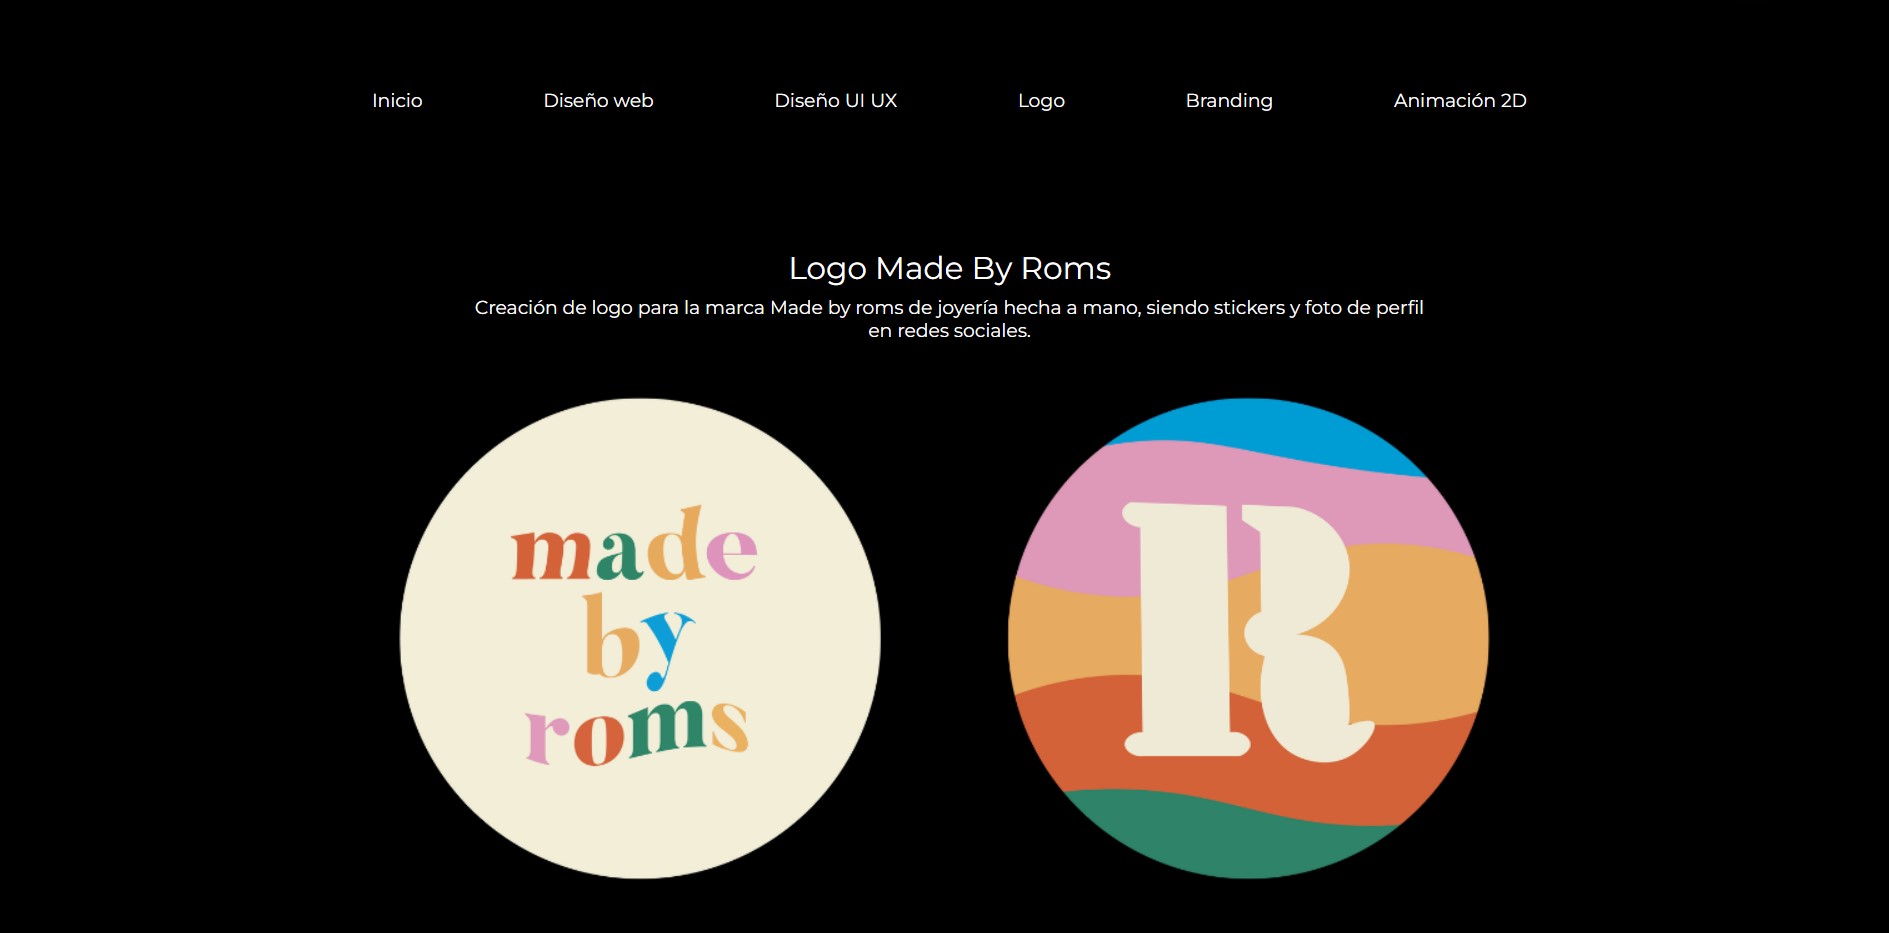 Inicio Diseño web Diseño UI UX Logo Branding Animación 2D
Logo Made By Roms
Creación de logo para la marca Made by roms de joyería hecha a mano, siendo stickers y foto de perfil
en redes sociales.
made
by
roms
R